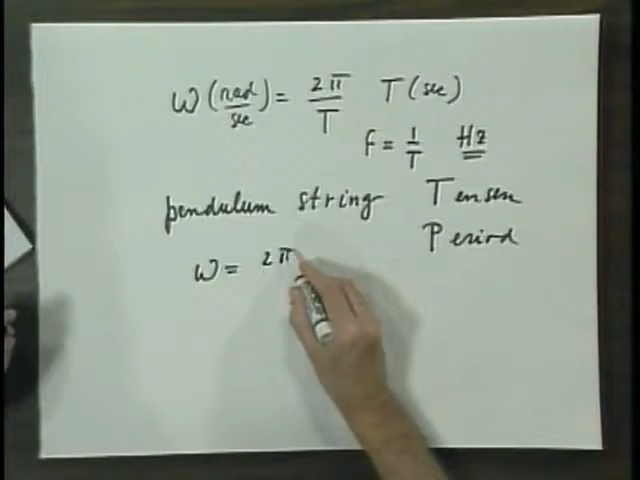 ω (rad/sec) = 2π/T T (sec)
f = 1/T Hz
pendulum string Tension
Period
ω = 2π